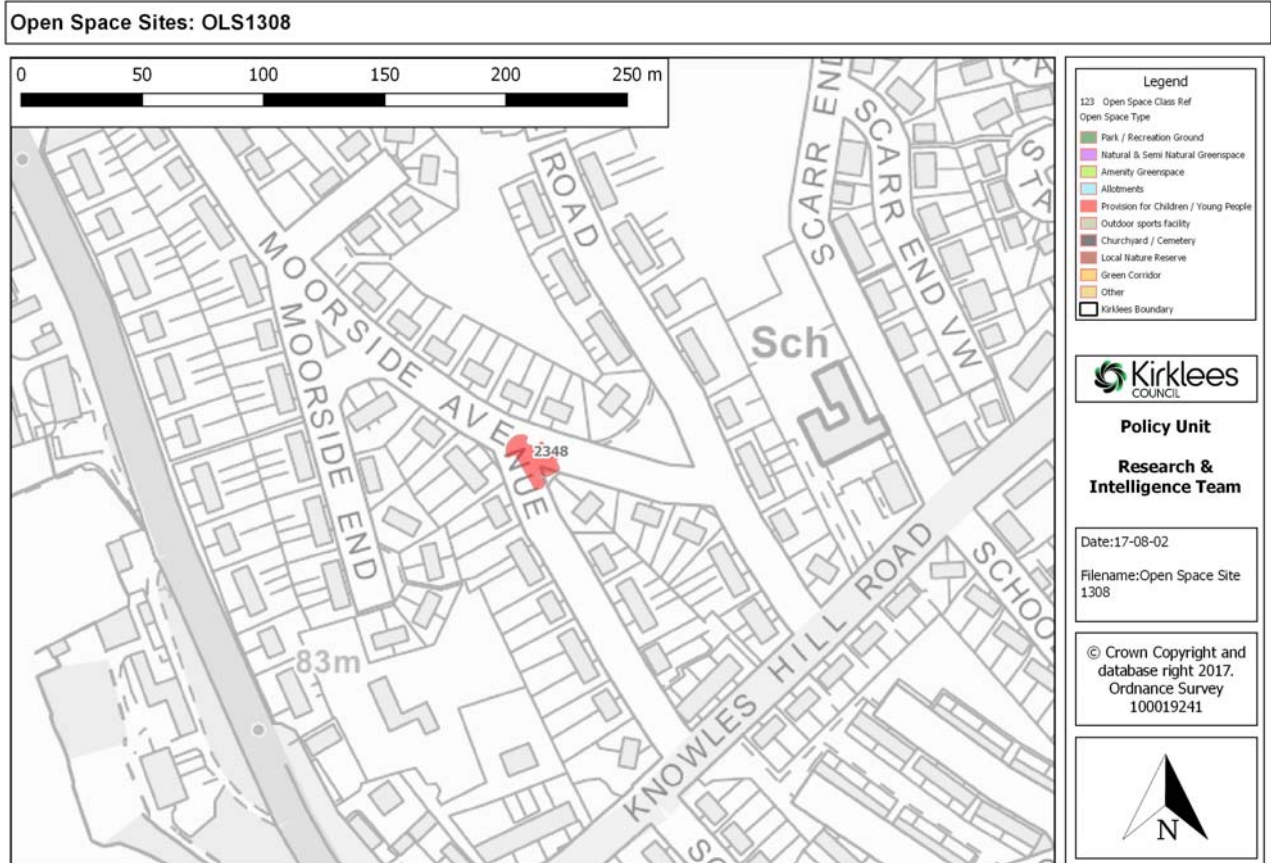 Open Space Sites: OLS1308
0 50 100 150 200 250 m
ROAD
SCARR END
SCARR END VW
STA
MOORSIDE AVENUE
MOORSIDE END
Sch
2348
83m
KNOWLES HILL ROAD
SCHOO
SC
Legend
123 Open Space Class Ref
Open Space Type
Park / Recreation Ground
Natural & Semi Natural Greenspace
Amenity Greenspace
Allotments
Provision for Children / Young People
Outdoor sports facility
Churchyard / Cemetery
Local Nature Reserve
Green Corridor
Other
Kirklees Boundary
Kirklees
COUNCIL
Policy Unit
Research &
Intelligence Team
Date:17-08-02
Filename:Open Space Site
1308
© Crown Copyright and
database right 2017.
Ordnance Survey
100019241
N